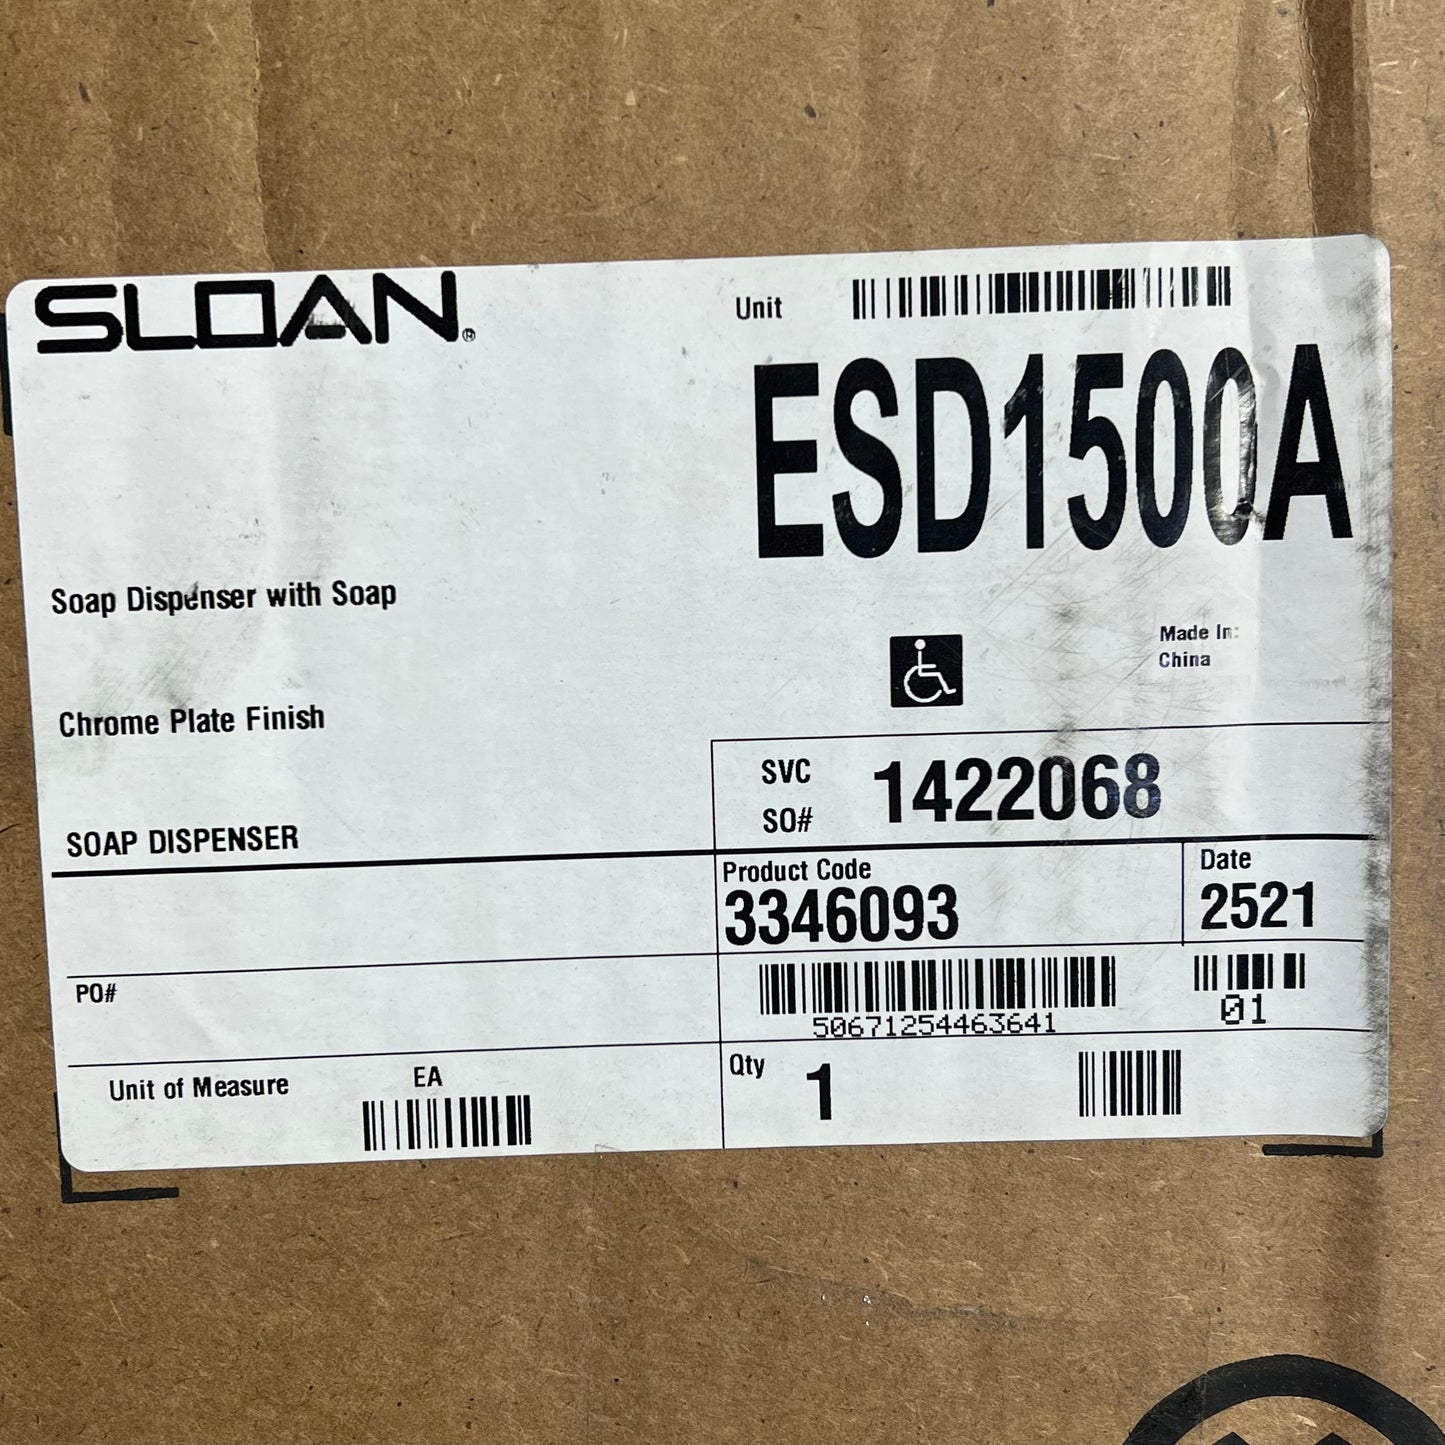 SLOAN®
Unit
ESD1500A
Soap Dispenser with Soap
Made In:
China
Chrome Plate Finish
SVC
SO# 1422068
SOAP DISPENSER
Product Code
3346093
Date
2521
PO#
50671254463641
01
Unit of Measure EA
Qty 1